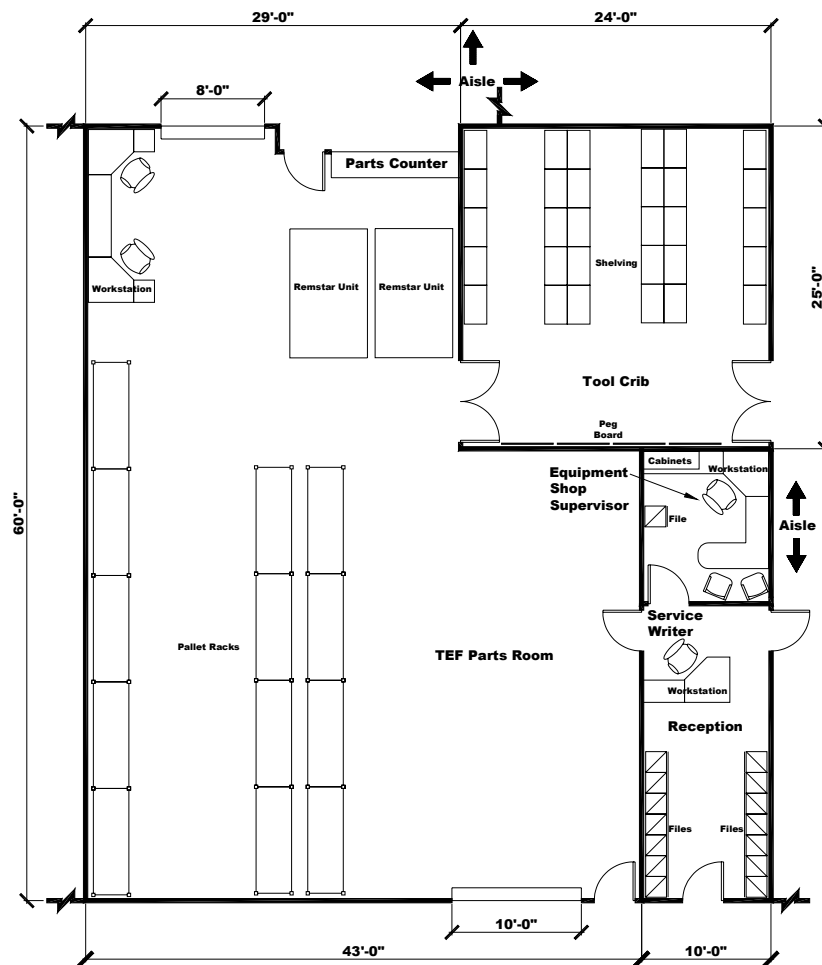 29'-0"
24'-0"
Aisle
8'-0"
Parts Counter
Remstar Unit
Remstar Unit
Shelving
Workstation
25'-0"
Tool Crib
Peg
Board
Cabinets
Workstation
Equipment
Shop
Supervisor
File
Aisle
60'-0"
Service
Writer
Pallet Racks
TEF Parts Room
Workstation
Reception
Files
Files
10'-0"
43'-0"
10'-0"